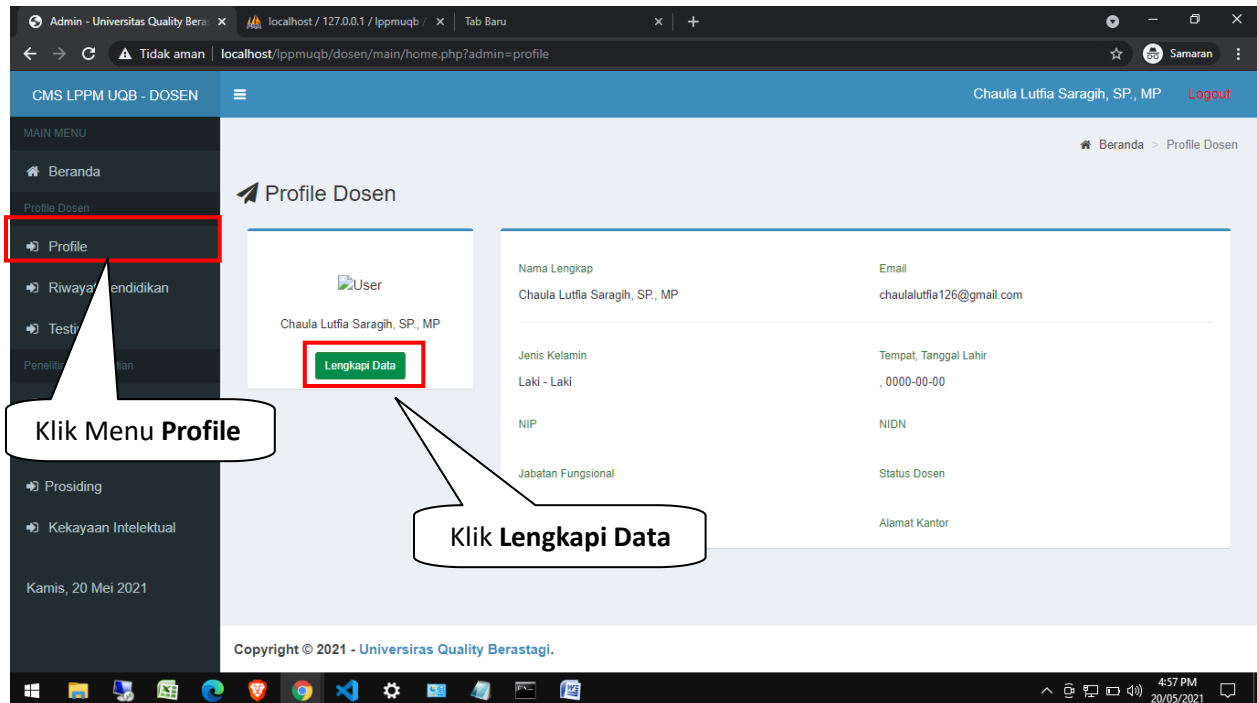 Admin - Universitas Quality Beras
localhost / 127.0.0.1 / lppmuqb /
Tab Baru
Tidak aman
localhost/lppmuqb/dosen/main/home.php?admin=profile
Samaran
CMS LPPM UQB - DOSEN
Chaula Lutfia Saragih, SP., MP
Logout
MAIN MENU
Beranda
Profile Dosen
Profile
Riwayat
Beranda > Profile Dosen
Profile Dosen
User
Chaula Lutfia Saragih, SP., MP
Lengkapi Data
Nama Lengkap
Chaula Lutfia Saragih, SP., MP
Email
chaulalutfia126@gmail.com
Jenis Kelamin
Laki - Laki
Tempat, Tanggal Lahir
, 0000-00-00
NIP
NIDN
Jabatan Fungsional
Status Dosen
Alamat Kantor
Klik Menu Profile
Klik Lengkapi Data
Prosiding
Kekayaan Intelektual
Kamis, 20 Mei 2021
Copyright © 2021 - Universiras Quality Berastagi.
4:57 PM
20/05/2021